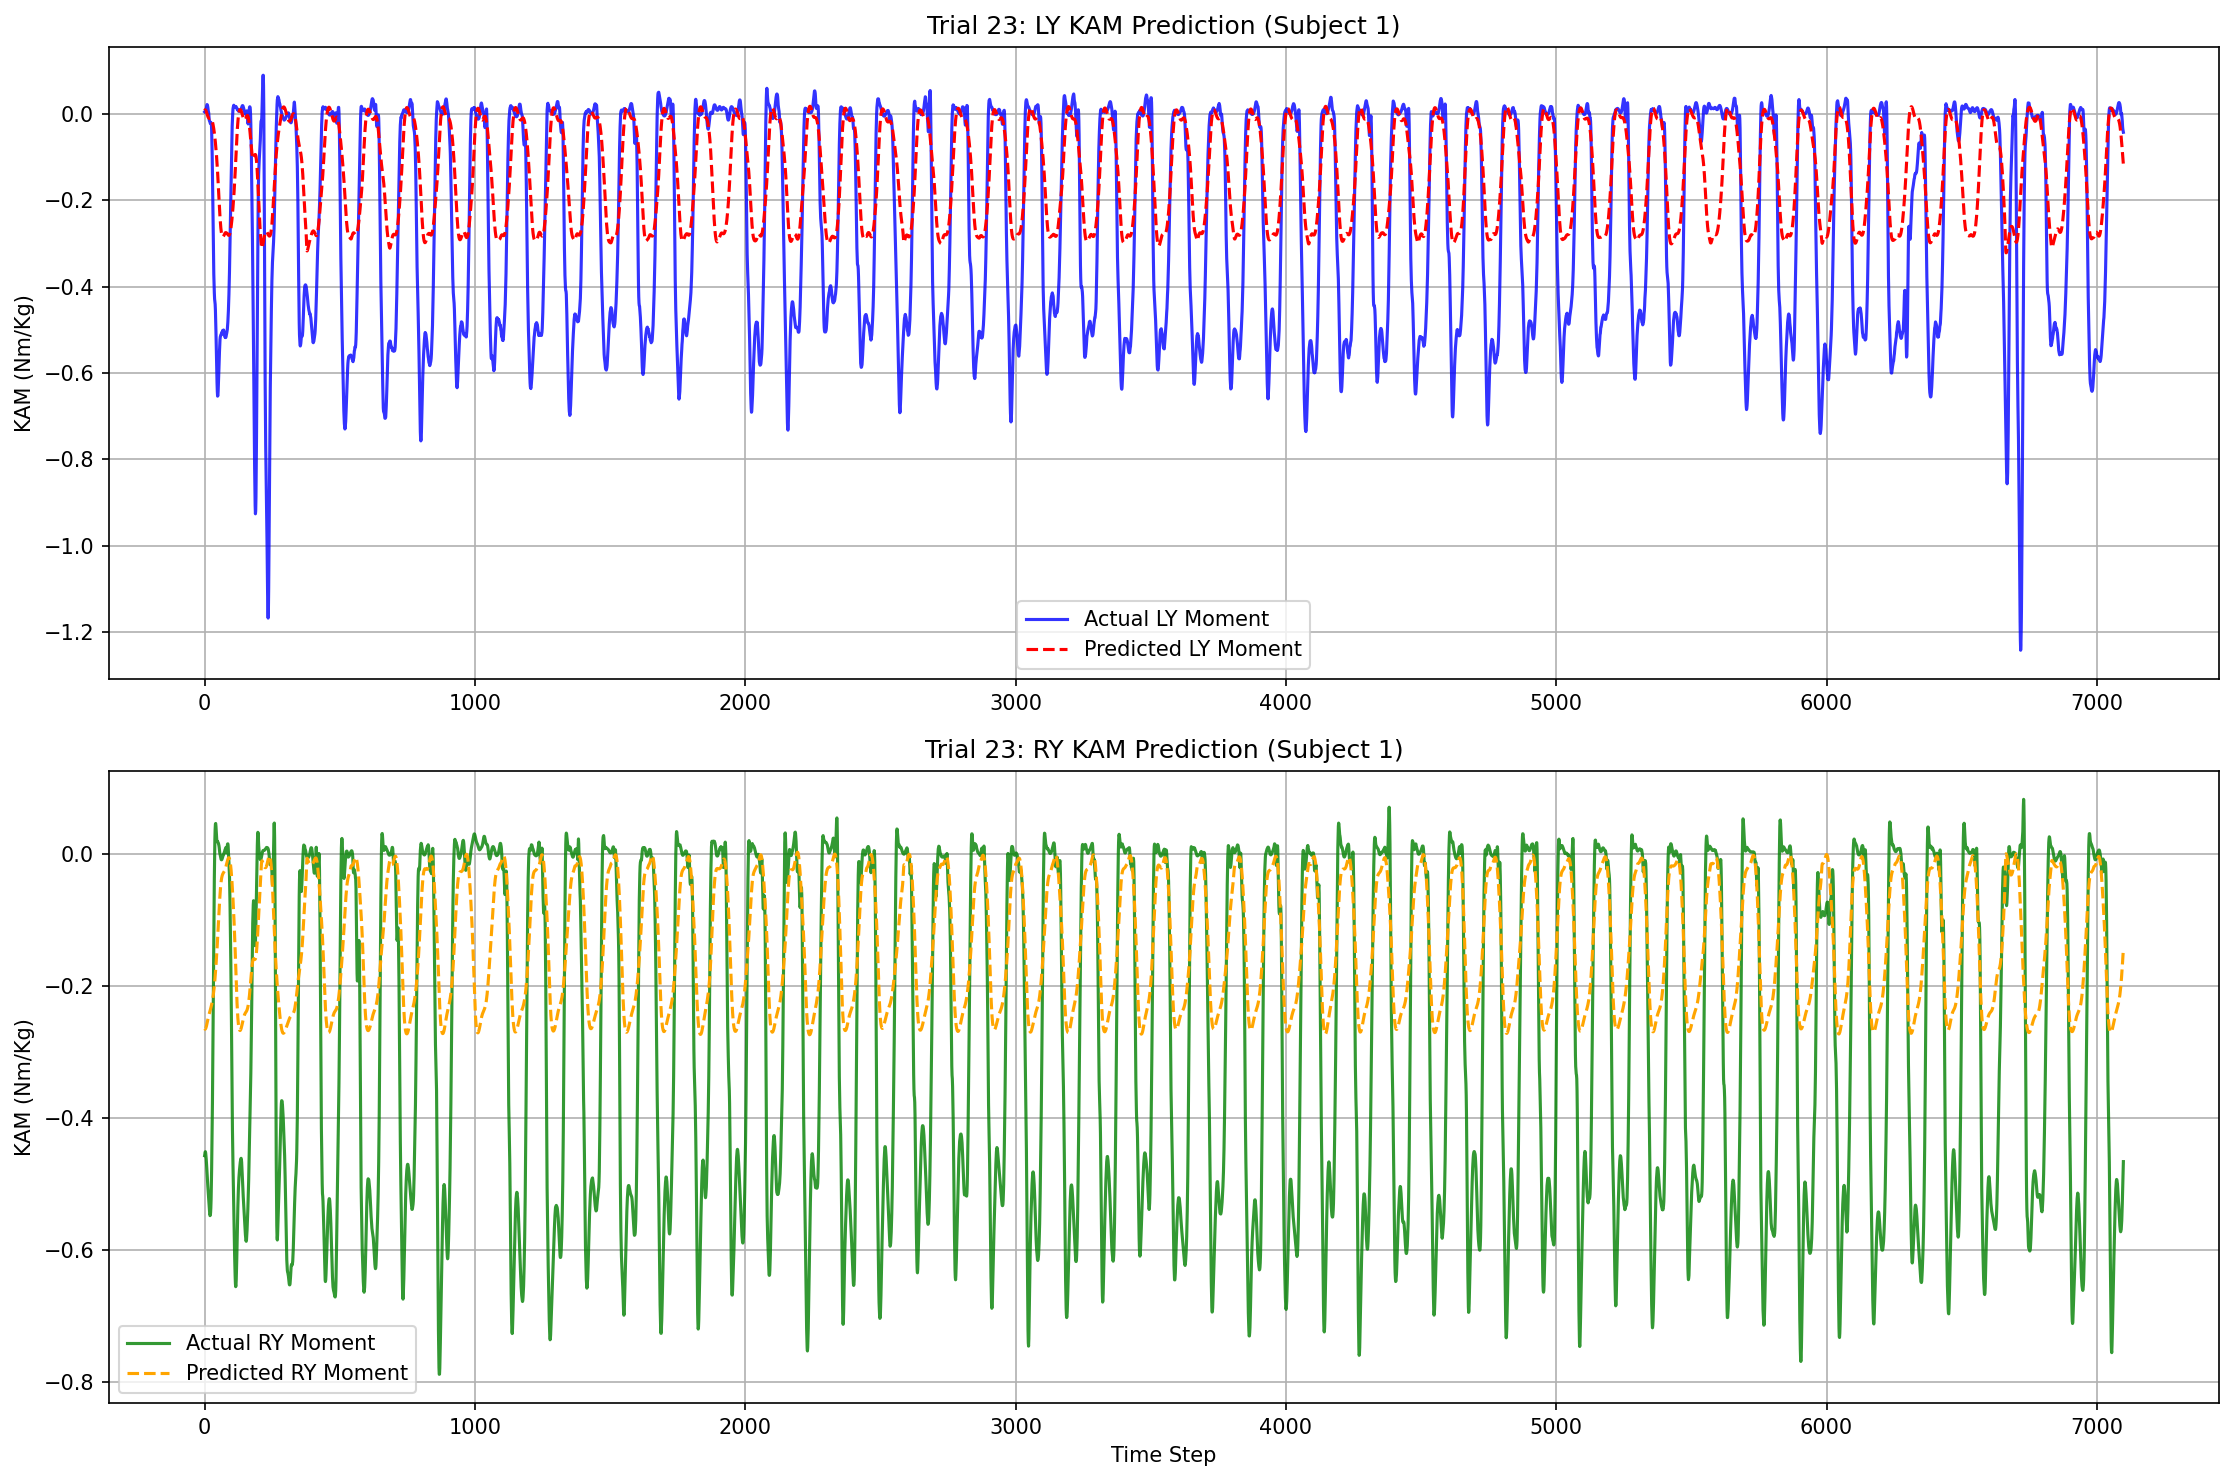 Trial 23: LY KAM Prediction (Subject 1)
KAM (Nm/Kg)
0.0
−0.2
−0.4
−0.6
−0.8
−1.0
−1.2
Actual LY Moment
Predicted LY Moment
0 1000 2000 3000 4000 5000 6000 7000
Trial 23: RY KAM Prediction (Subject 1)
KAM (Nm/Kg)
0.0
−0.2
−0.4
−0.6
−0.8
Actual RY Moment
Predicted RY Moment
0 1000 2000 3000 4000 5000 6000 7000
Time Step